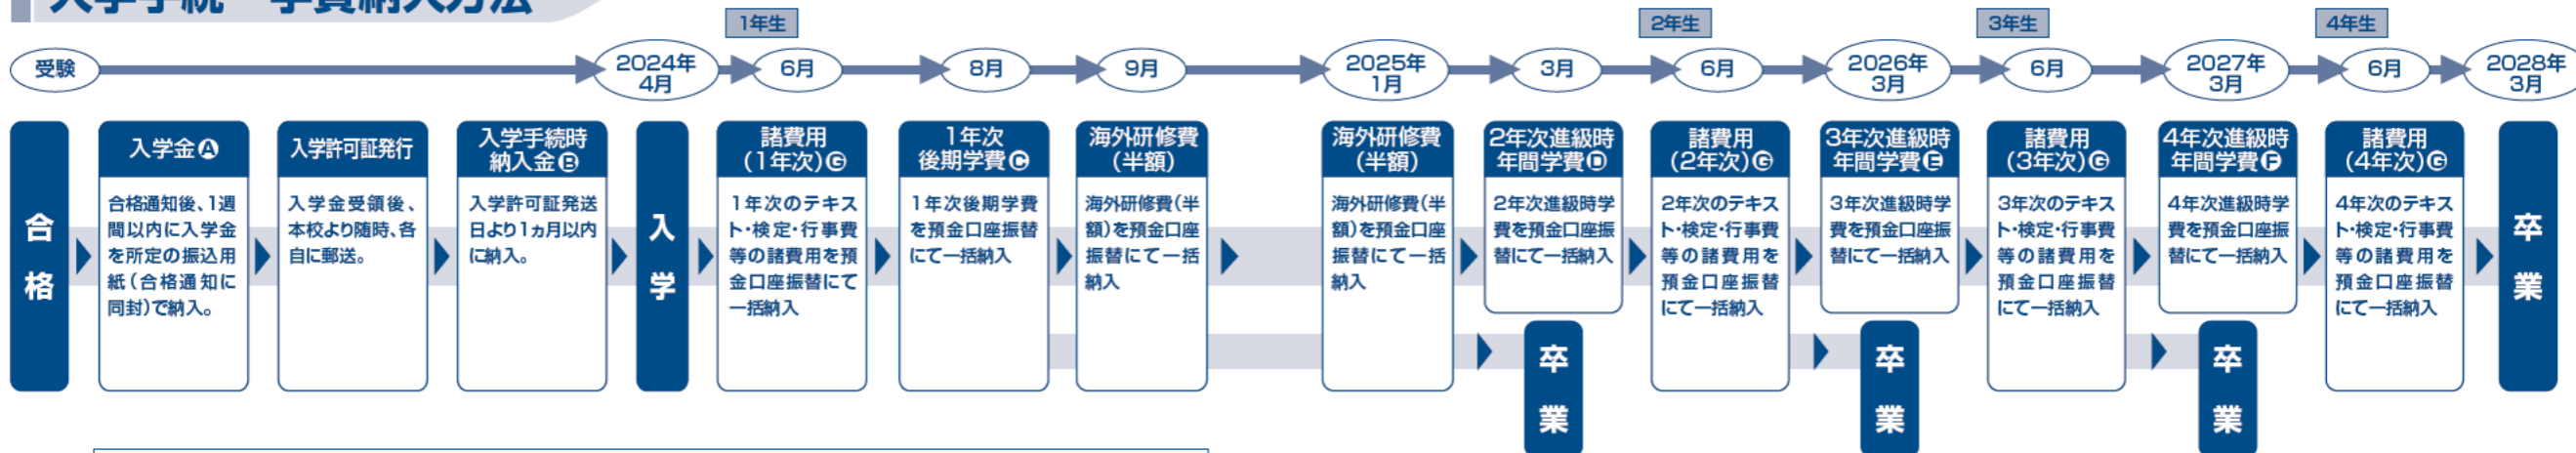 1年生
2年生
3年生
4年生
受験
2024年
4月
6月
8月
9月
2025年
1月
3月
6月
2026年
3月
6月
2027年
3月
6月
2028年
3月
合格
入学金Ⓐ
合格通知後、1週
間以内に入学金
を所定の振込用
紙(合格通知に
同封)で納入。
入学許可証発行
入学金受領後、
本校より随時、各
自に郵送。
入学手続時
納入金Ⓑ
入学許可証発送
日より1ヵ月以内
に納入。
入学
諸費用
(1年次)Ⓖ
1年次のテキス
ト・検定・行事費
等の諸費用を預
金口座振替にて
一括納入
1年次
後期学費Ⓒ
1年次後期学費
を預金口座振替
にて一括納入
海外研修費
(半額)
海外研修費(半
額)を預金口座
振替にて一括
納入
海外研修費
(半額)
海外研修費(半
額)を預金口座
振替にて一括
納入
2年次進級時
年間学費Ⓓ
2年次進級時学
費を預金口座振
替にて一括納入
卒業
諸費用
(2年次)Ⓖ
2年次のテキス
ト・検定・行事費
等の諸費用を
預金口座振替
にて一括納入
3年次進級時
年間学費Ⓔ
3年次進級時学
費を預金口座振
替にて一括納入
卒業
諸費用
(3年次)Ⓖ
3年次のテキス
ト・検定・行事費
等の諸費用を
預金口座振替
にて一括納入
4年次進級時
年間学費Ⓕ
4年次進級時学
費を預金口座振
替にて一括納入
卒業
諸費用
(4年次)Ⓖ
4年次のテキス
ト・検定・行事費
等の諸費用を
預金口座振替
にて一括納入
卒業